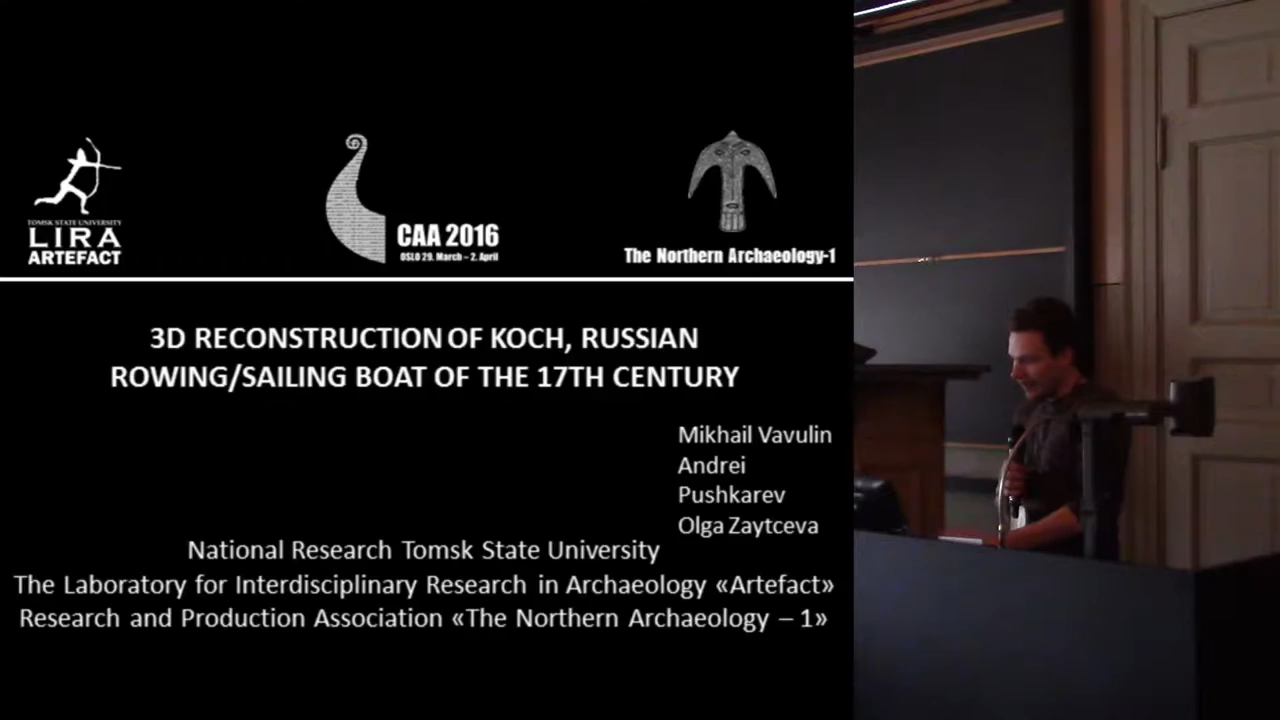 TOMSK STATE UNIVERSITY
LIRA
ARTEFACT
CAA 2016
OSLO 29. March – 2. April
The Northern Archaeology-1
3D RECONSTRUCTION OF KOCH, RUSSIAN
ROWING/SAILING BOAT OF THE 17TH CENTURY
Mikhail Vavulin
Andrei
Pushkarev
Olga Zaytceva
National Research Tomsk State University
The Laboratory for Interdisciplinary Research in Archaeology «Artefact»
Research and Production Association «The Northern Archaeology – 1»